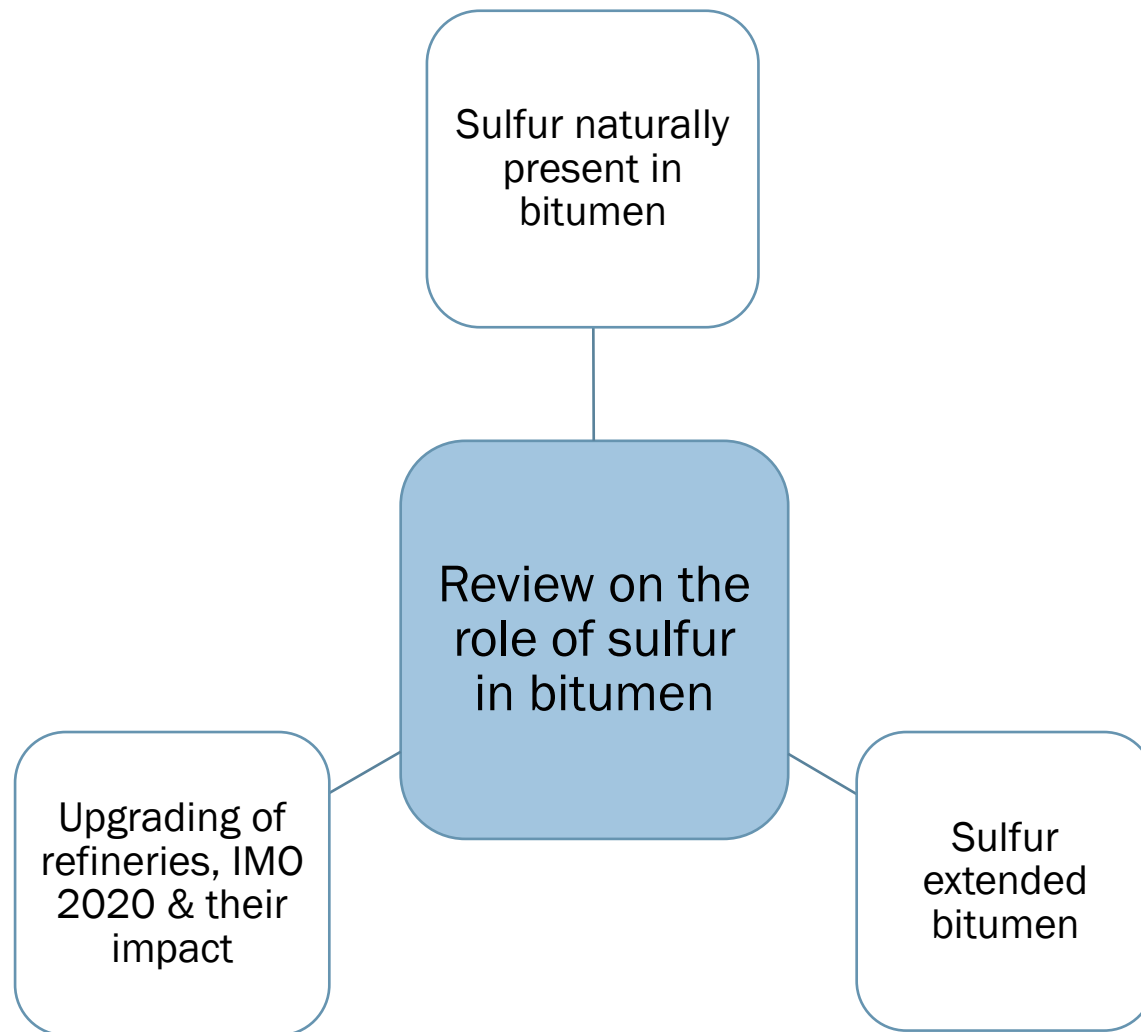 Sulfur naturally
present in
bitumen
Review on the
role of sulfur
in bitumen
Upgrading of
refineries, IMO
2020 & their
impact
Sulfur
extended
bitumen